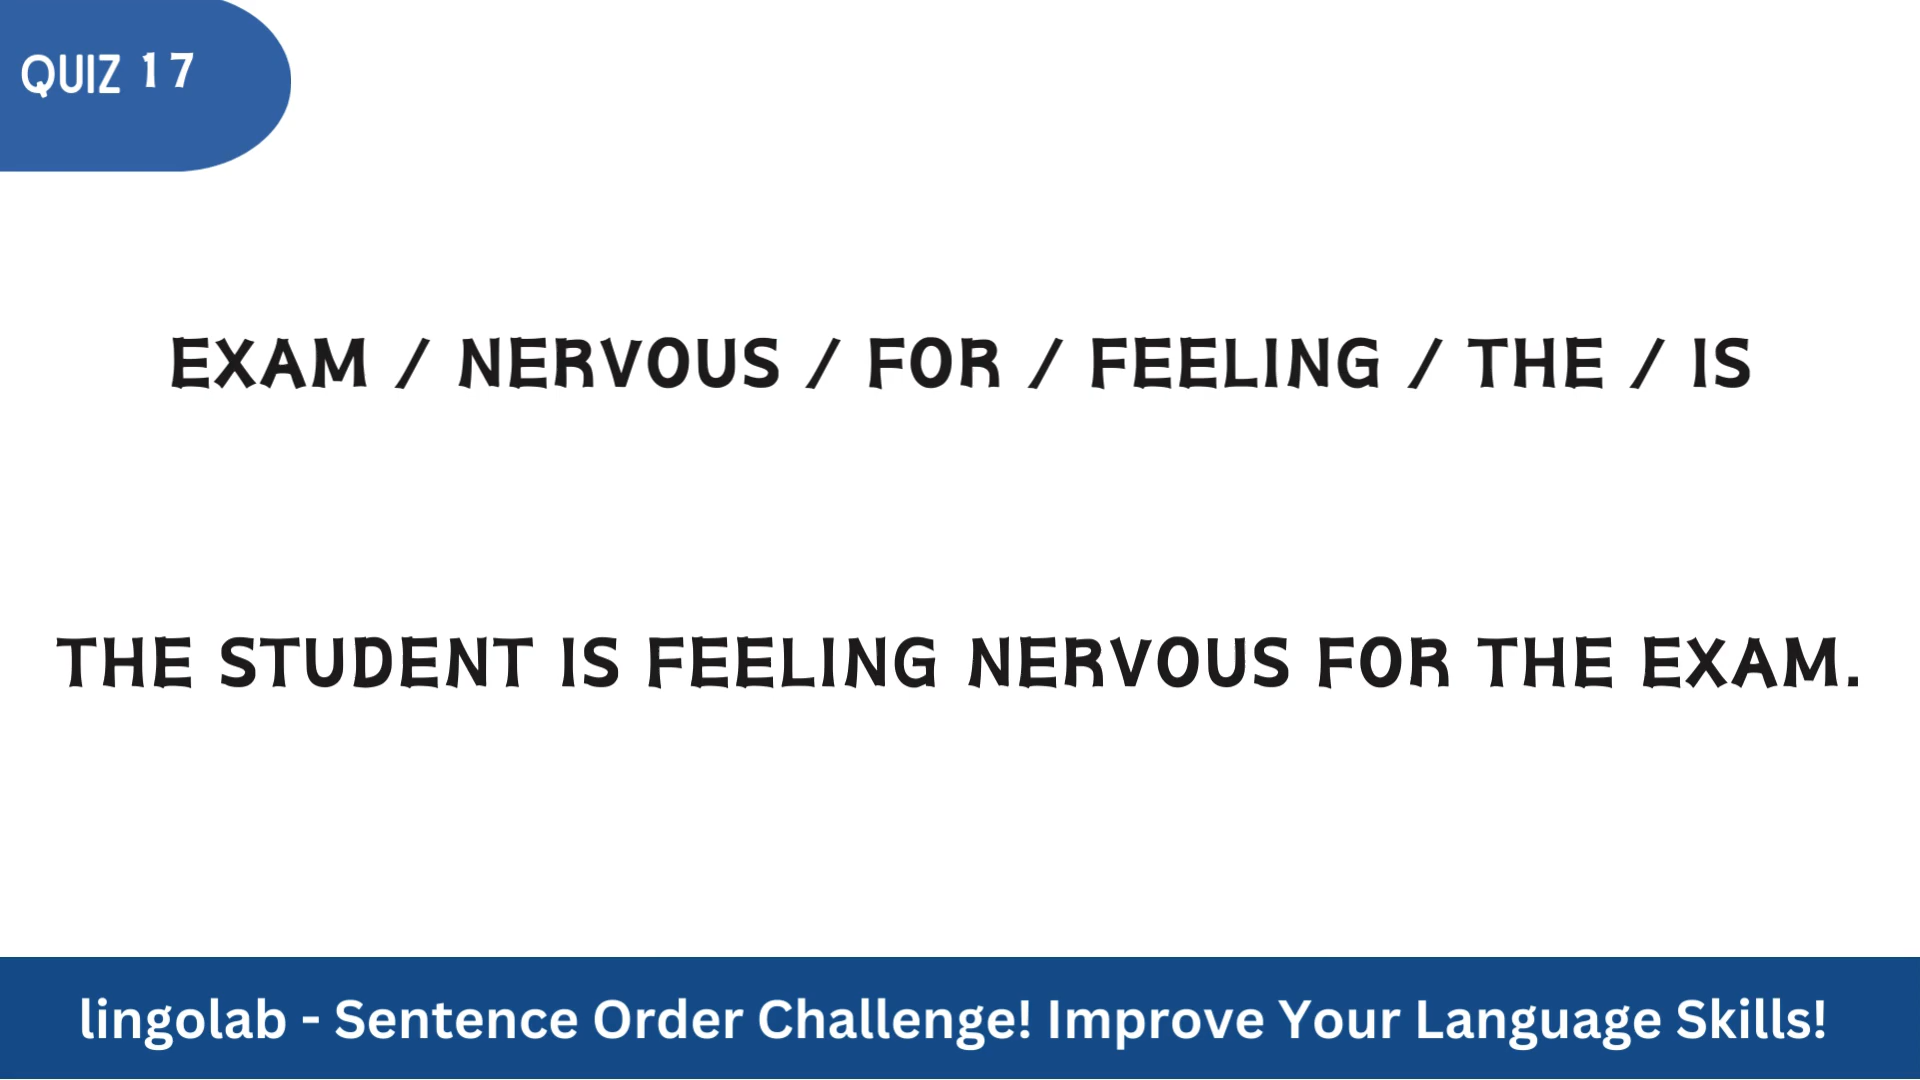 QUIZ 17
EXAM / NERVOUS / FOR / FEELING / THE / IS
THE STUDENT IS FEELING NERVOUS FOR THE EXAM.
lingolab - Sentence Order Challenge! Improve Your Language Skills!